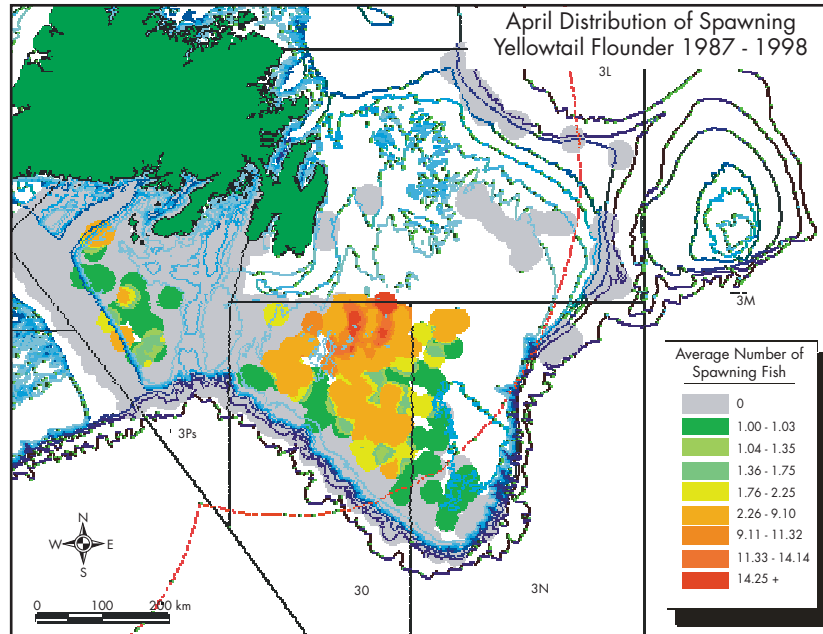 April Distribution of Spawning
Yellowtail Flounder 1987 - 1998
3L
3M
Average Number of
Spawning Fish
0
1.00 - 1.03
1.04 - 1.35
1.36 - 1.75
1.76 - 2.25
2.26 - 9.10
9.11 - 11.32
11.33 - 14.14
14.25 +
3Ps
N
W E
S
30
3N
0 100 200 km